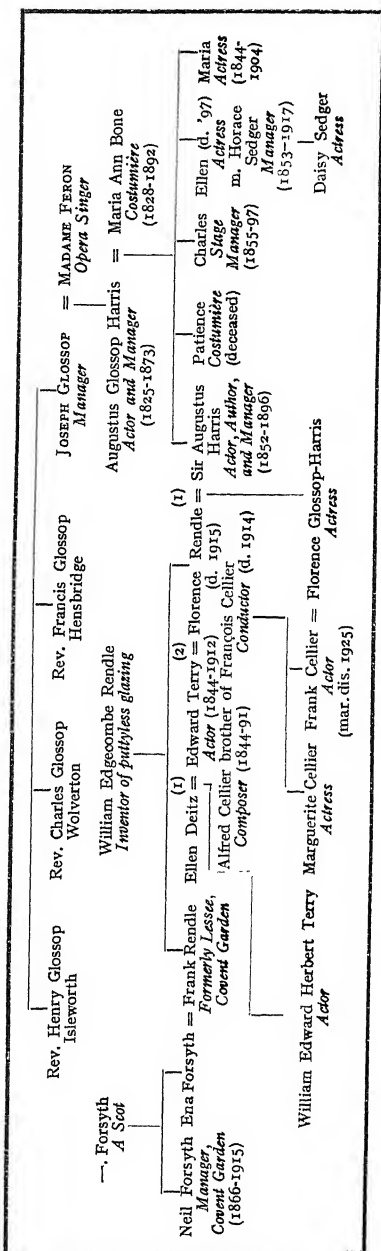 Rev. Henry Glossop
Isleworth
Rev. Charles Glossop
Wolverton
Rev. Francis Glossop
Hensbridge
JOSEPH GLOSSOP = MADAME FERON
Manager
Opera Singer
—. Forsyth
A Scot
William Edgecombe Rendle
Inventor of puttyless glazing
Augustus Glossop Harris = Maria Ann Bone
Actor and Manager
(1825-1873)
Costumière
(1828-1892)
Neil Forsyth
Manager,
Covent Garden
(1866-1915)
Ena Forsyth = Frank Rendle
Formerly Lessee,
Covent Garden
(1) (2) (1)
Ellen Deitz = Edward Terry = Florence Rendle = Sir Augustus
Harris
Actor (1844-1912)
(d. 1915)
Actor, Author,
and Manager
(1852-1896)
Patience
Costumière
(deceased)
Charles
Stage
Manager
(1855-97)
Ellen (d. '97)
Actress
m. Horace
Sedger
Manager
(1853-1917)
Maria
Actress
(1844-
1904)
Alfred Cellier brother of François Cellier
Composer (1844-91)
Conductor (d. 1914)
Daisy Sedger
Actress
William Edward Herbert Terry
Actor
Marguerite Cellier
Actress
Frank Cellier = Florence Glossop-Harris
Actor
Actress
(mar. dis. 1925)